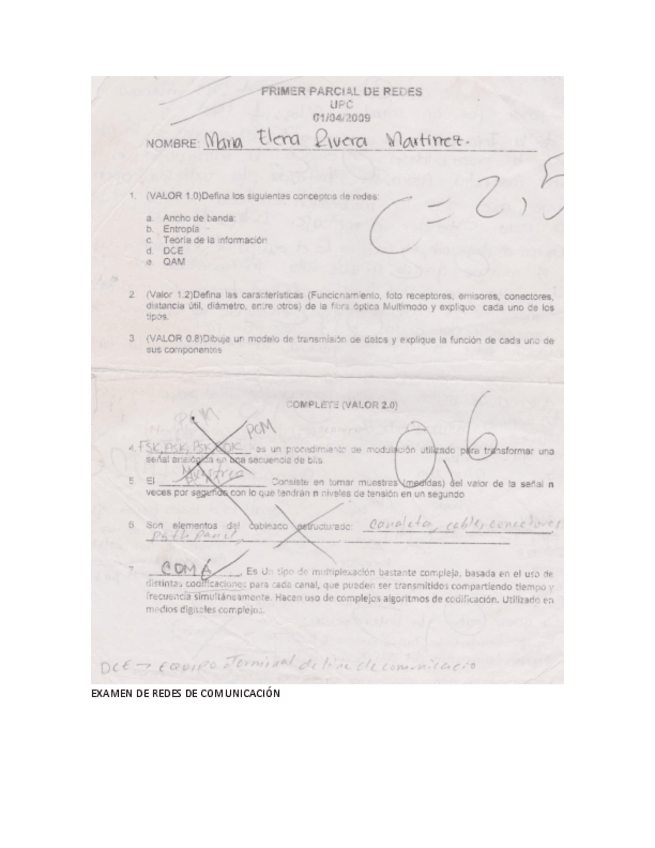 PRIMER PARCIAL DE REDES
UPC
01/04/2009
NOMBRE: Maria Elena Rivera Martinez.
C = 2,5
1. (VALOR 1.0)Defina los siguientes conceptos de redes:
a. Ancho de banda:
b. Entropía
c. Teoría de la información
d. DCE
e. QAM
2. (Valor 1.2)Defina las características (Funcionamiento, foto receptores, emisores, conectores,
distancia útil, diámetro, entre otros) de la fibra óptica Multimodo y explique cada uno de los
tipos.
3. (VALOR 0.8)Dibuje un modelo de transmisión de datos y explique la función de cada uno de
sus componentes
COMPLETE (VALOR 2.0)
PCM
PCM
0,6
4. FSK, ASK, PSK es un procedimiento de modulación utilizado para transformar una
señal analógica en una secuencia de bits.
5. El Muestreo Consiste en tomar muestras (medidas) del valor de la señal n
veces por segundo, con lo que tendrán n niveles de tensión en un segundo
6. Son elementos del cableado estructurado: canaleta, cable, conectores
Patch panel,
7. CDMA. Es Un tipo de multiplexación bastante compleja, basada en el uso de
distintas codificaciones para cada canal, que pueden ser transmitidos compartiendo tiempo y
frecuencia simultáneamente. Hacen uso de complejos algoritmos de codificación. Utilizado en
medios digitales complejos.
DCE → Equipo Terminal de line de comunicacio
EXAMEN DE REDES DE COMUNICACIÓN